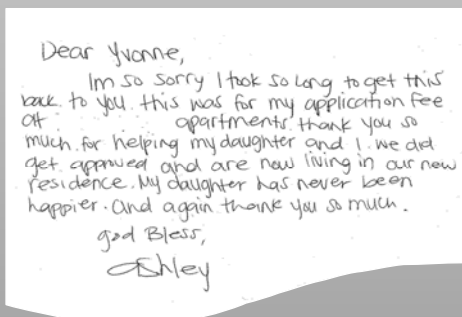 Dear Yvonne,
Im so sorry I took so long to get this
back to you. this was for my application fee
at apartments. thank you so
much for helping my daughter and I. we did
get approved and are now living in our new
residence. My daughter has never been
happier. and again thank you so much.
god Bless,
Ashley